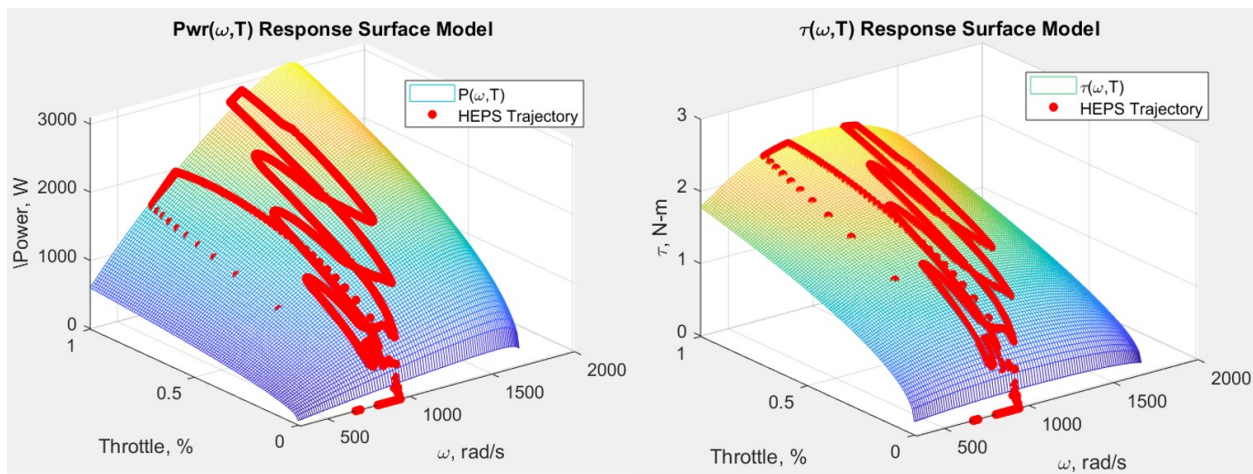 Pwr(ω,T) Response Surface Model
P(ω,T)
HEPS Trajectory
3000
2000
1000
0
\Power, W
1
0.5
0
Throttle, %
500
1000
1500
2000
ω, rad/s
τ(ω,T) Response Surface Model
τ(ω,T)
HEPS Trajectory
3
2
1
0
τ, N-m
1
0.5
0
Throttle, %
500
1000
1500
2000
ω, rad/s